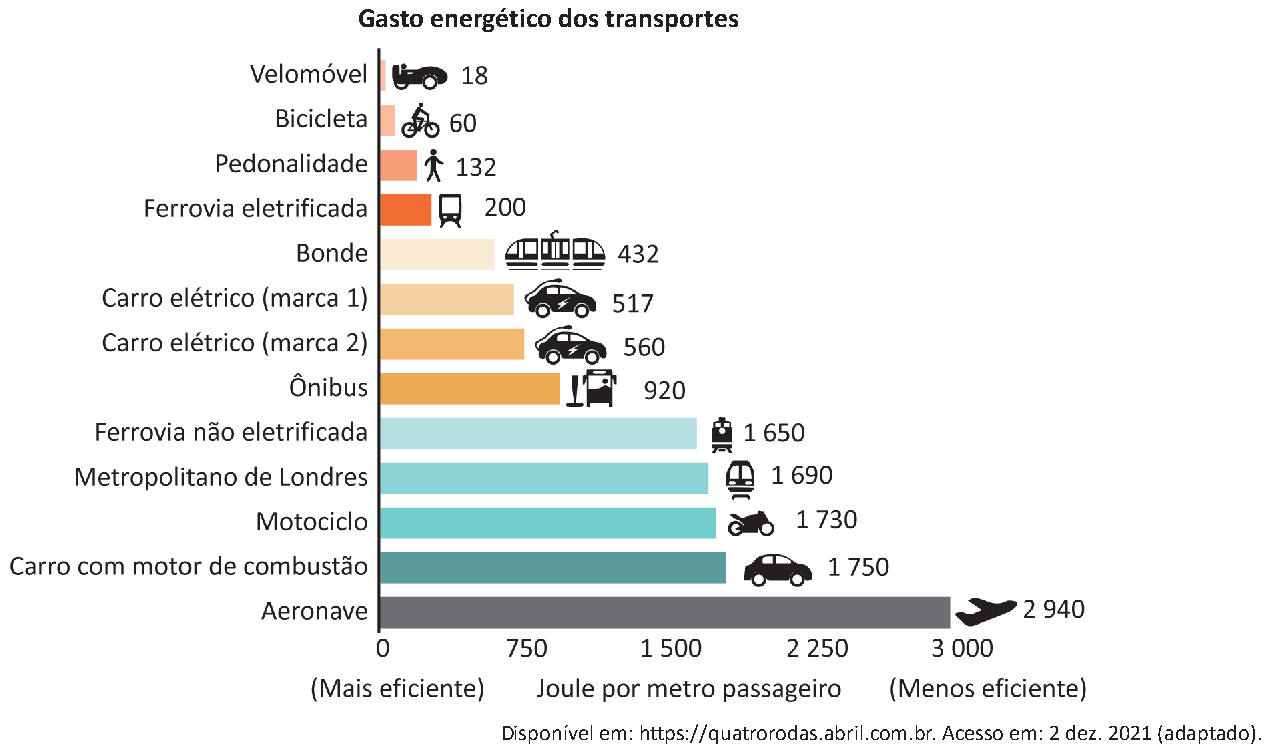 Gasto energético dos transportes
Velomóvel 18
Bicicleta 60
Pedonalidade 132
Ferrovia eletrificada 200
Bonde 432
Carro elétrico (marca 1) 517
Carro elétrico (marca 2) 560
Ônibus 920
Ferrovia não eletrificada 1 650
Metropolitano de Londres 1 690
Motociclo 1 730
Carro com motor de combustão 1 750
Aeronave 2 940
0 750 1 500 2 250 3 000
(Mais eficiente) Joule por metro passageiro (Menos eficiente)
Disponível em: https://quatrorodas.abril.com.br. Acesso em: 2 dez. 2021 (adaptado).